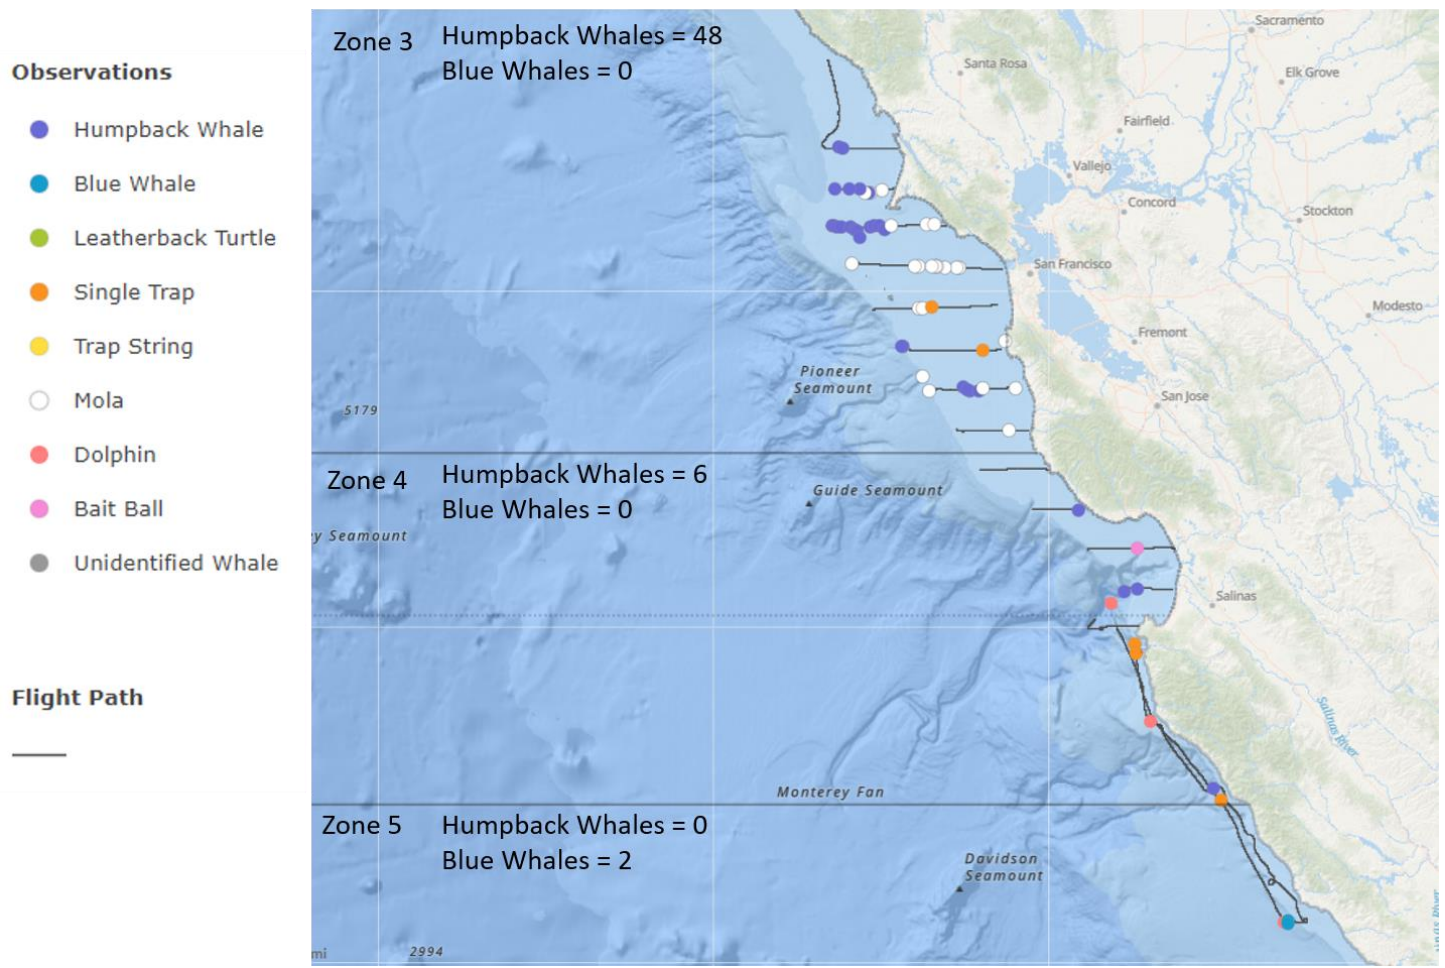 Observations
Humpback Whale
Blue Whale
Leatherback Turtle
Single Trap
Trap String
Mola
Dolphin
Bait Ball
Unidentified Whale
Flight Path
Zone 3
Humpback Whales = 48
Blue Whales = 0
Sacramento
Santa Rosa
Elk Grove
Fairfield
Vallejo
Concord
Stockton
San Francisco
Modesto
Fremont
Pioneer
Seamount
San Jose
5179
Zone 4
Humpback Whales = 6
Blue Whales = 0
Guide Seamount
y Seamount
Salinas
Salinas River
Monterey Fan
Zone 5
Humpback Whales = 0
Blue Whales = 2
Davidson
Seamount
mi
2994